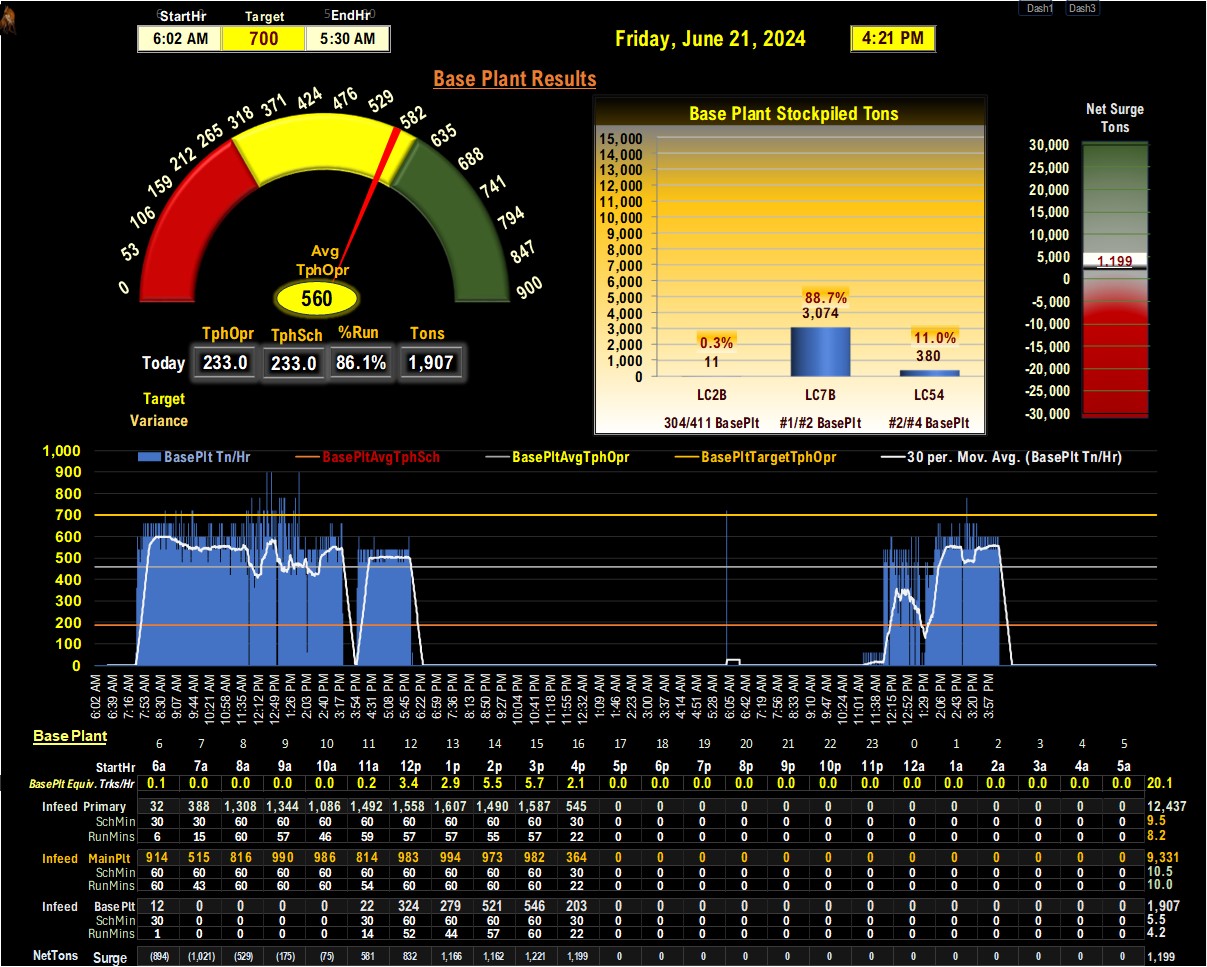 Dash1 Dash3
StartHr Target EndHr
6:02 AM 700 5:30 AM
Friday, June 21, 2024 4:21 PM
Base Plant Results
0 53 106 159 212 265 318 371 424 476 529 582 635 688 741 794 847 900
Avg
TphOpr
560
TphOpr TphSch %Run Tons
Today 233.0 233.0 86.1% 1,907
Target
Variance
Base Plant Stockpiled Tons
15,000
14,000
13,000
12,000
11,000
10,000
9,000
8,000
7,000
6,000
5,000
4,000
3,000
2,000
1,000
0
0.3% 88.7% 11.0%
11 3,074 380
LC2B LC7B LC54
304/411 BasePlt #1/#2 BasePlt #2/#4 BasePlt
Net Surge
Tons
30,000
25,000
20,000
15,000
10,000
5,000
1,199
0
-5,000
-10,000
-15,000
-20,000
-25,000
-30,000
BasePlt Tn/Hr BasePltAvgTphSch BasePltAvgTphOpr BasePltTargetTphOpr 30 per. Mov. Avg. (BasePlt Tn/Hr)
1,000
900
800
700
600
500
400
300
200
100
0
6:02 AM 6:39 AM 7:16 AM 7:53 AM 8:30 AM 9:07 AM 9:44 AM 10:21 AM 10:58 AM 11:35 AM 12:12 PM 12:49 PM 1:26 PM 2:03 PM 2:40 PM 3:17 PM 3:54 PM 4:31 PM 5:08 PM 5:45 PM 6:22 PM 7:36 PM 8:13 PM 8:50 PM 9:27 PM 10:04 PM 10:41 PM 11:18 PM 11:55 PM 12:32 AM 1:09 AM 1:46 AM 2:23 AM 3:00 AM 3:37 AM 4:14 AM 4:51 AM 5:28 AM 6:05 AM 6:42 AM 7:19 AM 7:56 AM 8:33 AM 9:10 AM 9:47 AM 10:24 AM 11:01 AM 11:38 AM 12:15 PM 12:52 PM 1:29 PM 2:06 PM 2:43 PM 3:20 PM 3:57 PM
Base Plant
6 7 8 9 10 11 12 13 14 15 16 17 18 19 20 21 22 23 0 1 2 3 4 5
StartHr 6a 7a 8a 9a 10a 11a 12p 1p 2p 3p 4p 5p 6p 7p 8p 9p 10p 11p 12a 1a 2a 3a 4a 5a
BasePlt Equiv. Trks/Hr 0.1 0.0 0.0 0.0 0.0 0.2 3.4 2.9 5.5 5.7 2.1 0.0 0.0 0.0 0.0 0.0 0.0 0.0 0.0 0.0 0.0 0.0 0.0 0.0 20.1
Infeed Primary 32 388 1,308 1,344 1,086 1,492 1,558 1,607 1,490 1,587 545 0 0 0 0 0 0 0 0 0 0 0 0 0 12,437
SchMin 30 30 60 60 60 60 60 60 60 60 30 0 0 0 0 0 0 0 0 0 0 0 0 0 9.5
RunMins 6 15 60 57 46 59 57 57 55 57 22 0 0 0 0 0 0 0 0 0 0 0 0 0 8.2
Infeed MainPlt 914 515 816 990 986 814 983 994 973 982 364 0 0 0 0 0 0 0 0 0 0 0 0 0 9,331
SchMin 60 60 60 60 60 60 60 60 60 60 30 0 0 0 0 0 0 0 0 0 0 0 0 0 10.5
RunMins 60 43 60 60 60 54 60 60 60 60 22 0 0 0 0 0 0 0 0 0 0 0 0 0 10.0
Infeed BasePlt 12 0 0 0 0 22 324 279 521 546 203 0 0 0 0 0 0 0 0 0 0 0 0 0 1,907
SchMin 30 0 0 0 0 30 60 60 60 60 30 0 0 0 0 0 0 0 0 0 0 0 0 0 5.5
RunMins 1 0 0 0 0 14 52 44 57 60 22 0 0 0 0 0 0 0 0 0 0 0 0 0 4.2
NetTons Surge (894) (1,021) (529) (175) (75) 581 832 1,166 1,162 1,221 1,199 0 0 0 0 0 0 0 0 0 0 0 0 0 1,199